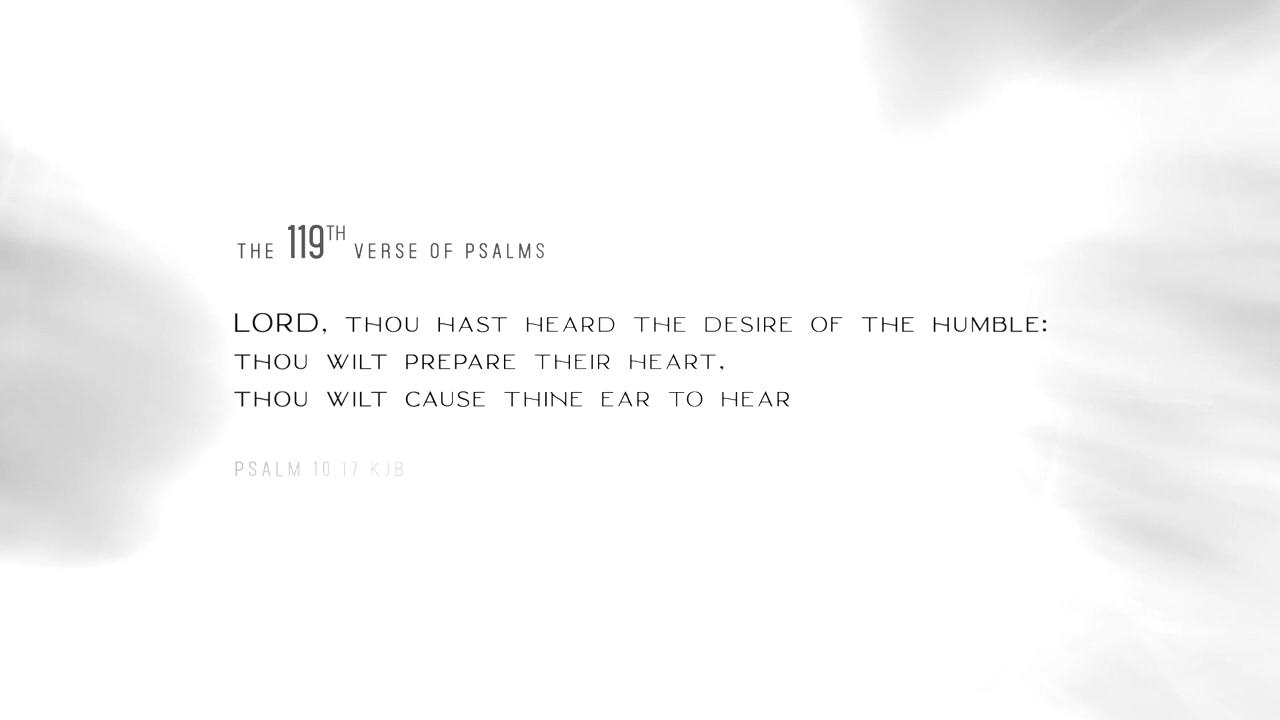 THE 119TH VERSE OF PSALMS
LORD, THOU HAST HEARD THE DESIRE OF THE HUMBLE:
THOU WILT PREPARE THEIR HEART,
THOU WILT CAUSE THINE EAR TO HEAR
PSALM 10.17 KJB